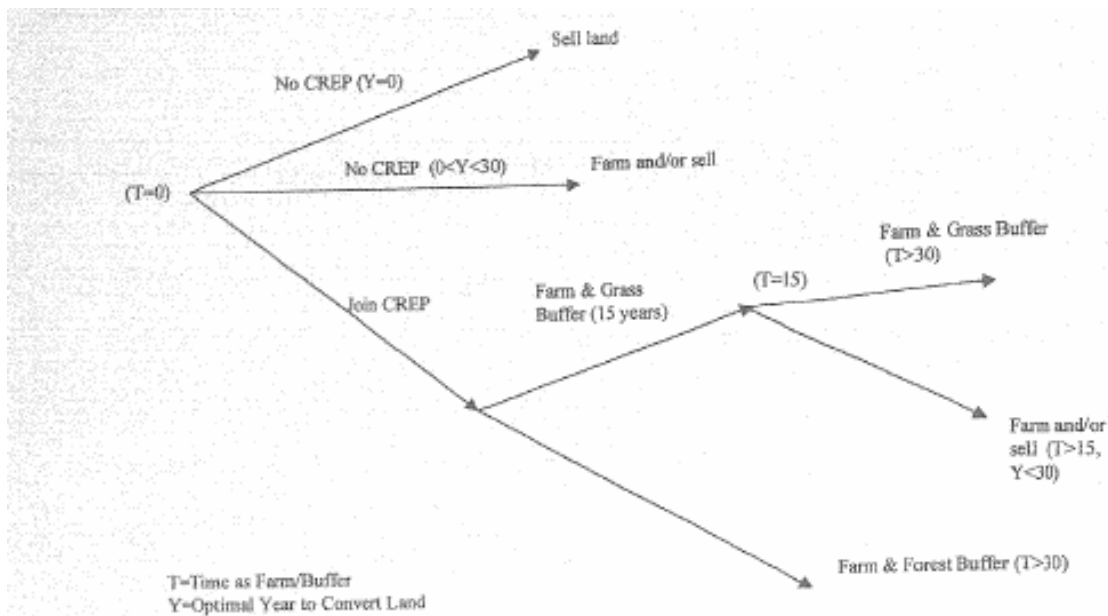 Sell land
No CREP (Y=0)
No CREP (0<Y<30)
Farm and/or sell
(T=0)
Farm & Grass Buffer
(T>30)
(T=15)
Farm & Grass
Buffer (15 years)
Join CREP
Farm and/or
sell (T>15,
Y<30)
Farm & Forest Buffer (T>30)
T=Time as Farm/Buffer
Y=Optimal Year to Convert Land